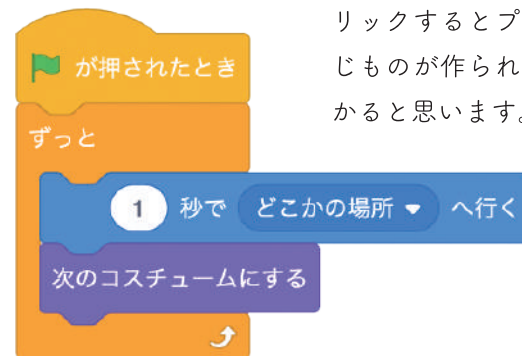 リックするとプ
じものが作られ
かると思います。
が押されたとき
ずっと
1 秒で どこかの場所 へ行く
次のコスチュームにする